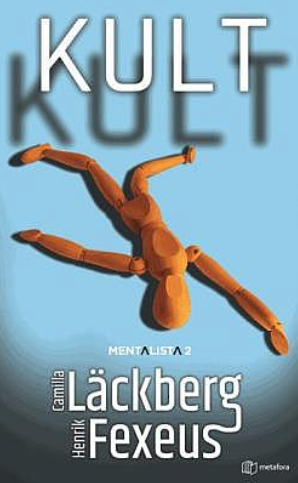 KULT
KULT
MENTALISTA 2
Camilla Läckberg
Henrik Fexeus
metafora